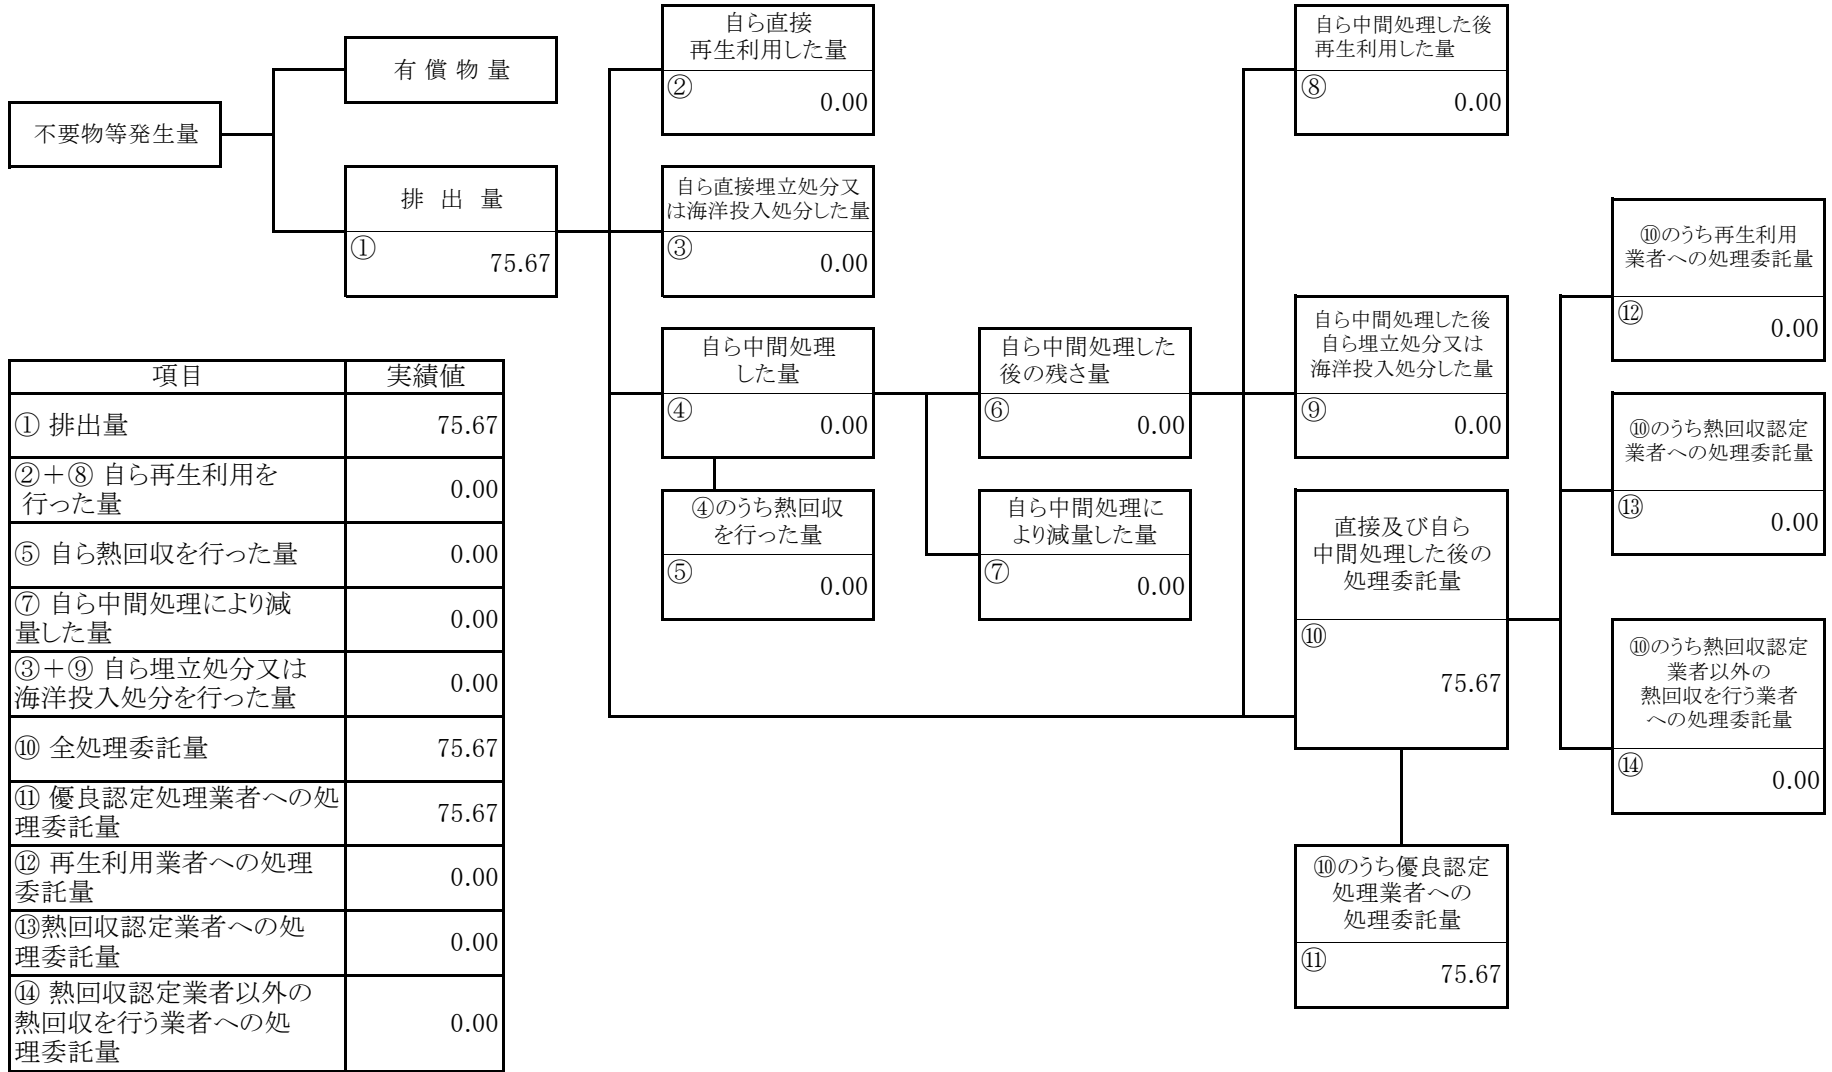 不要物等発生量
有 償 物 量
排 出 量
①
75.67
自ら直接
再生利用した量
②
0.00
自ら直接埋立処分又
は海洋投入処分した量
③
0.00
自ら中間処理
した量
④
0.00
④のうち熱回収
を行った量
⑤
0.00
自ら中間処理した
後の残さ量
⑥
0.00
自ら中間処理に
より減量した量
⑦
0.00
自ら中間処理した後
再生利用した量
⑧
0.00
自ら中間処理した後
自ら埋立処分又は
海洋投入処分した量
⑨
0.00
直接及び自ら
中間処理した後の
処理委託量
⑩
75.67
⑩のうち優良認定
処理業者への
処理委託量
⑪
75.67
⑩のうち再生利用
業者への処理委託量
⑫
0.00
⑩のうち熱回収認定
業者への処理委託量
⑬
0.00
⑩のうち熱回収認定
業者以外の
熱回収を行う業者
への処理委託量
⑭
0.00
項目 実績値
① 排出量 75.67
②＋⑧ 自ら再生利用を
行った量 0.00
⑤ 自ら熱回収を行った量 0.00
⑦ 自ら中間処理により減
量した量 0.00
③＋⑨ 自ら埋立処分又は
海洋投入処分を行った量 0.00
⑩ 全処理委託量 75.67
⑪ 優良認定処理業者への処
理委託量 75.67
⑫ 再生利用業者への処理
委託量 0.00
⑬熱回収認定業者への処
理委託量 0.00
⑭ 熱回収認定業者以外の
熱回収を行う業者への処
理委託量 0.00